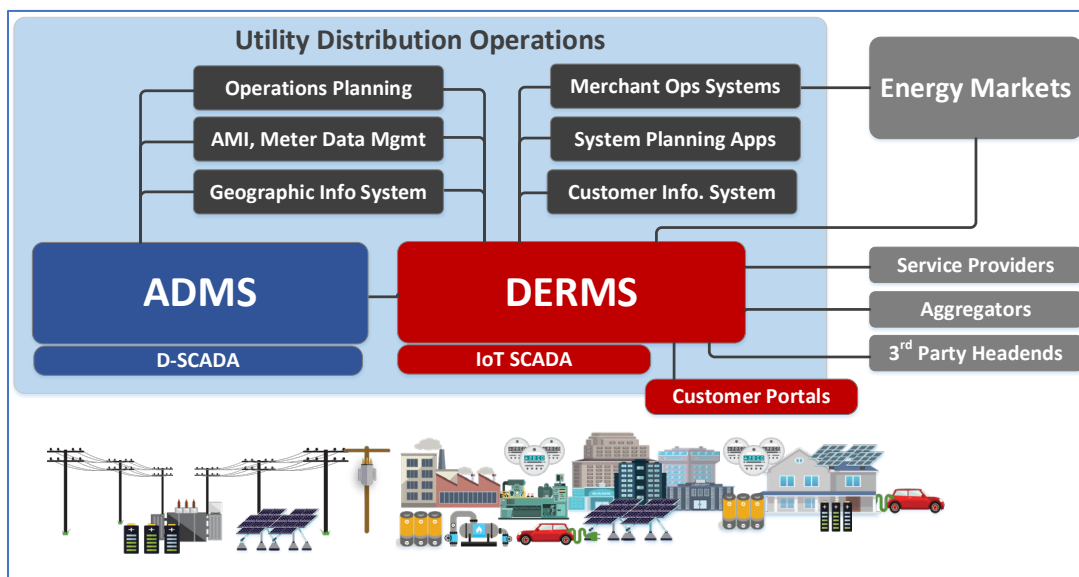 Utility Distribution Operations
Operations Planning
Merchant Ops Systems
Energy Markets
AMI, Meter Data Mgmt
System Planning Apps
Geographic Info System
Customer Info. System
ADMS
DERMS
Service Providers
Aggregators
D-SCADA
IoT SCADA
3rd Party Headends
Customer Portals